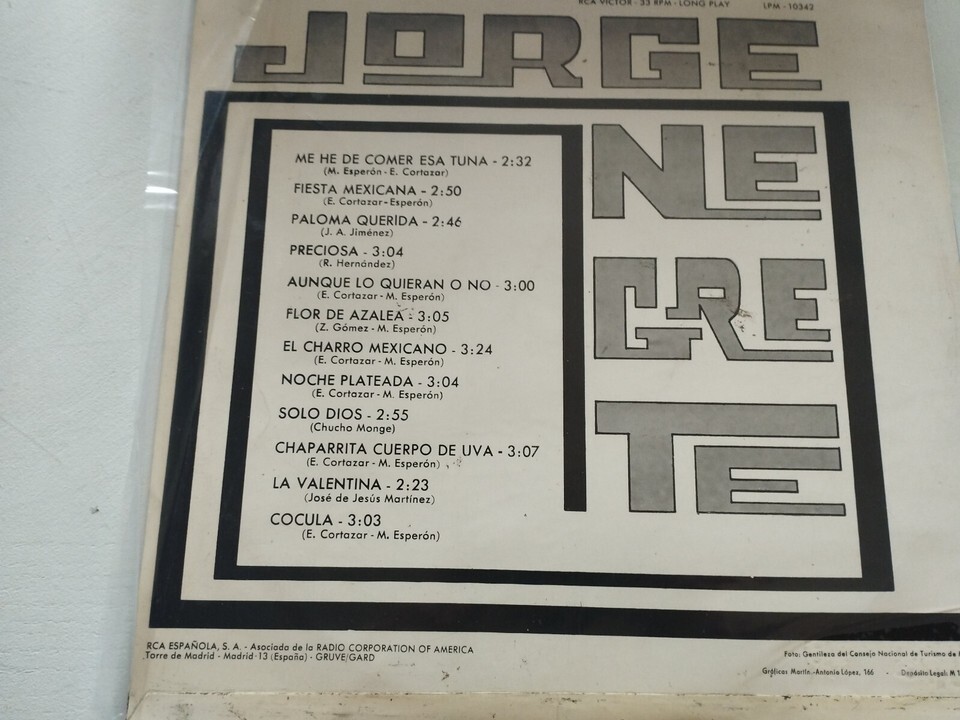 RCA VICTOR - 33 RPM - LONG PLAY LPM - 10342
JORGE
NE
GRE
TE
ME HE DE COMER ESA TUNA - 2:32
(M. Esperón - E. Cortazar)
FIESTA MEXICANA - 2:50
(E. Cortazar - Esperón)
PALOMA QUERIDA - 2:46
(J. A. Jiménez)
PRECIOSA - 3:04
(R. Hernández)
AUNQUE LO QUIERAN O NO - 3:00
(E. Cortazar - M. Esperón)
FLOR DE AZALEA - 3:05
(Z. Gómez - M. Esperón)
EL CHARRO MEXICANO - 3:24
(E. Cortazar - M. Esperón)
NOCHE PLATEADA - 3:04
(E. Cortazar - M. Esperón)
SOLO DIOS - 2:55
(Chucho Monge)
CHAPARRITA CUERPO DE UVA - 3:07
(E. Cortazar - M. Esperón)
LA VALENTINA - 2:23
(José de Jesús Martínez)
COCULA - 3:03
(E. Cortazar - M. Esperón)
RCA ESPAÑOLA, S. A. - Asociada de la RADIO CORPORATION OF AMERICA
Torre de Madrid - Madrid-13 (España) - GRUVE/GARD
Foto: Gentileza del Consejo Nacional de Turismo de
Gráficas Martín. - Antonio López, 166 - Depósito Legal: M